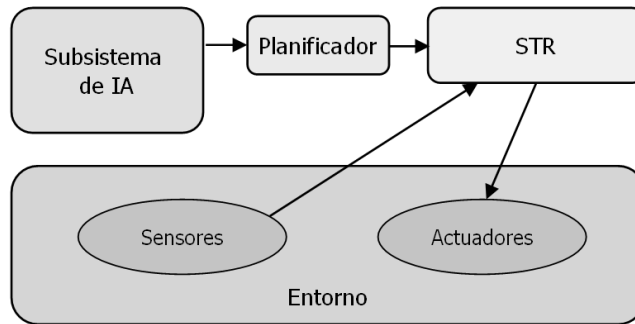 Subsistema
de IA
Planificador
STR
Sensores
Actuadores
Entorno